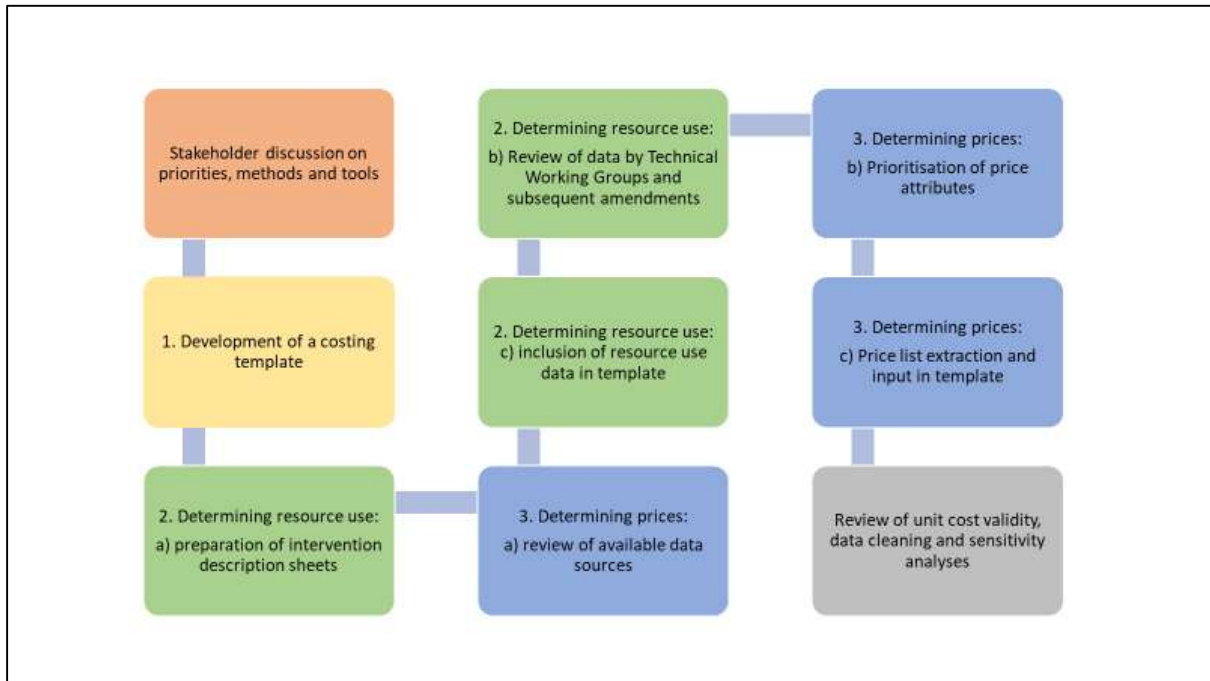 Stakeholder discussion on
priorities, methods and tools
1. Development of a costing
template
2. Determining resource use:
a) preparation of intervention
description sheets
3. Determining prices:
a) review of available data
sources
2. Determining resource use:
c) inclusion of resource use
data in template
2. Determining resource use:
b) Review of data by Technical
Working Groups and
subsequent amendments
3. Determining prices:
b) Prioritisation of price
attributes
3. Determining prices:
c) Price list extraction and
input in template
Review of unit cost validity,
data cleaning and sensitivity
analyses